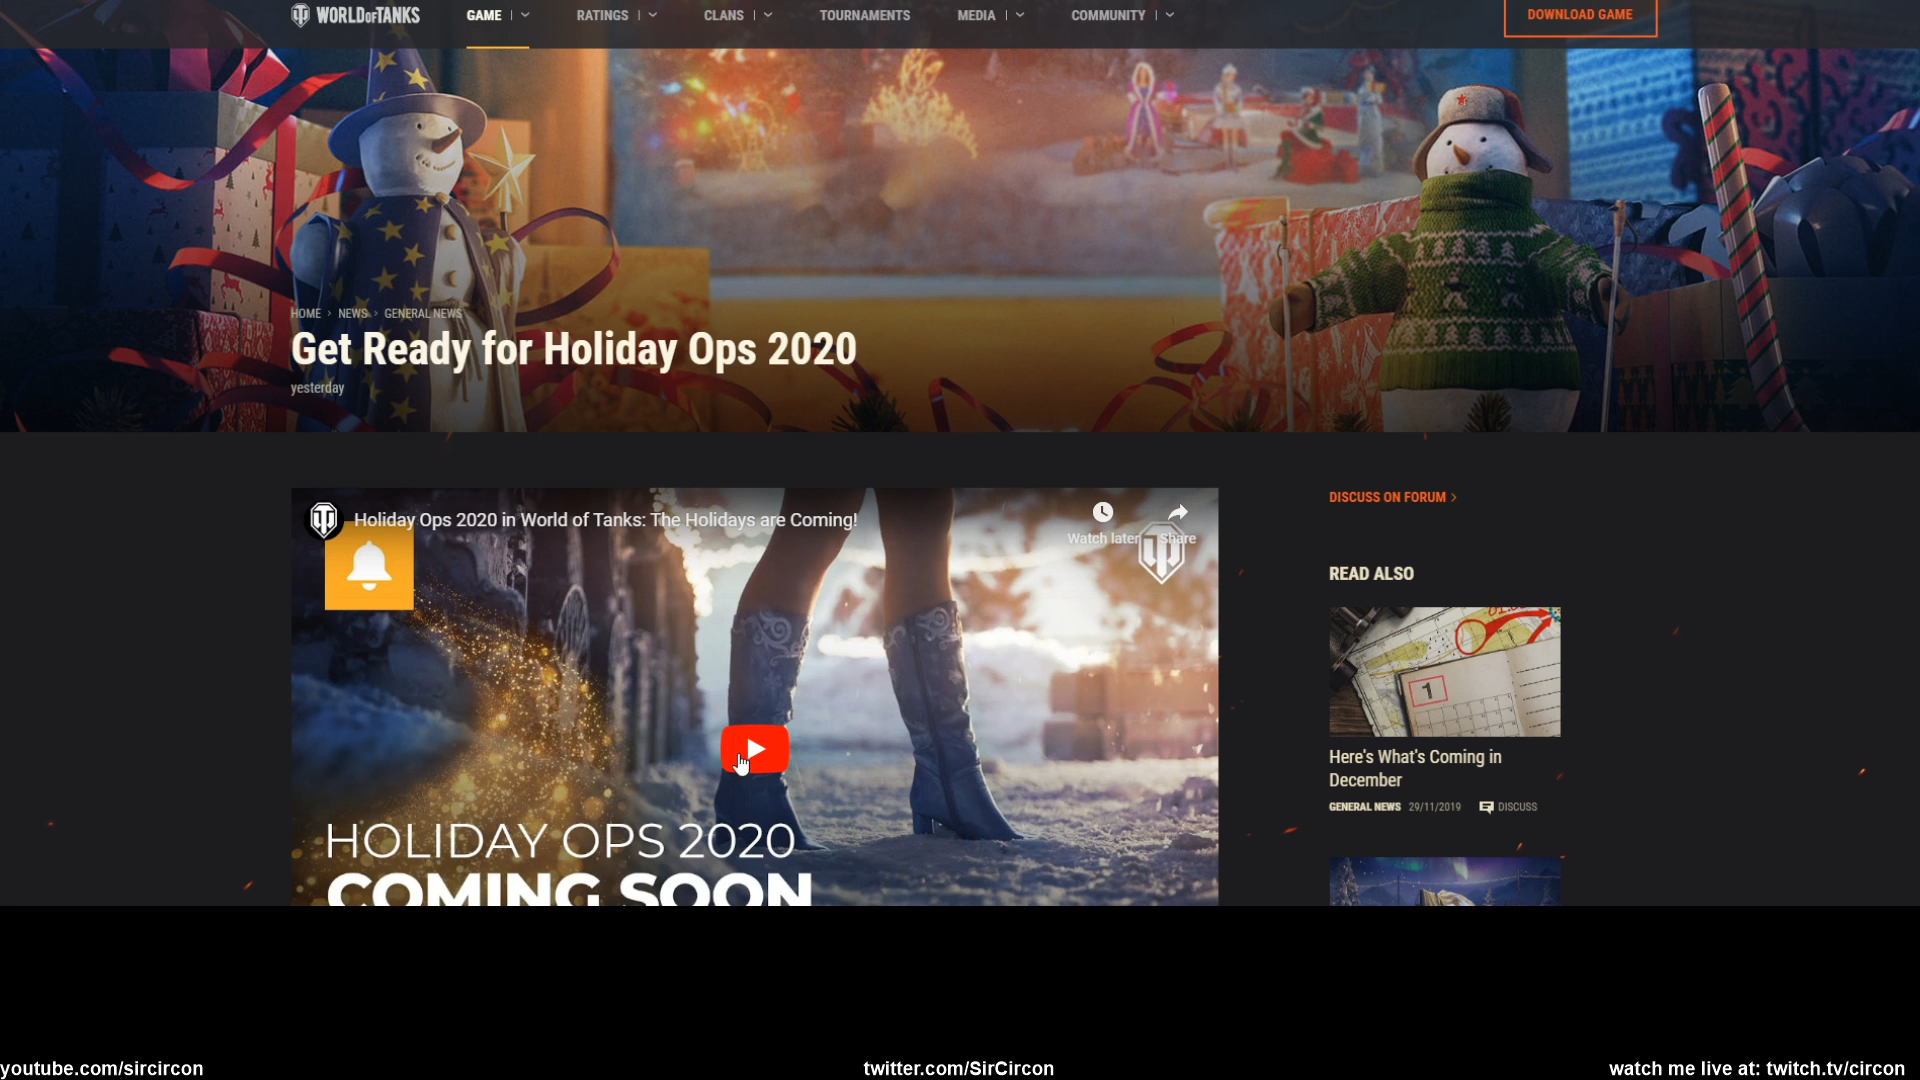 WORLD OF TANKS
GAME
RATINGS
CLANS
TOURNAMENTS
MEDIA
COMMUNITY
DOWNLOAD GAME
HOME > NEWS > GENERAL NEWS
Get Ready for Holiday Ops 2020
yesterday
Holiday Ops 2020 in World of Tanks: The Holidays are Coming!
Watch later
Share
HOLIDAY OPS 2020
COMING SOON
DISCUSS ON FORUM >
READ ALSO
1
Here's What's Coming in
December
GENERAL NEWS 29/11/2019 DISCUSS
youtube.com/sircircon
twitter.com/SirCircon
watch me live at: twitch.tv/circon